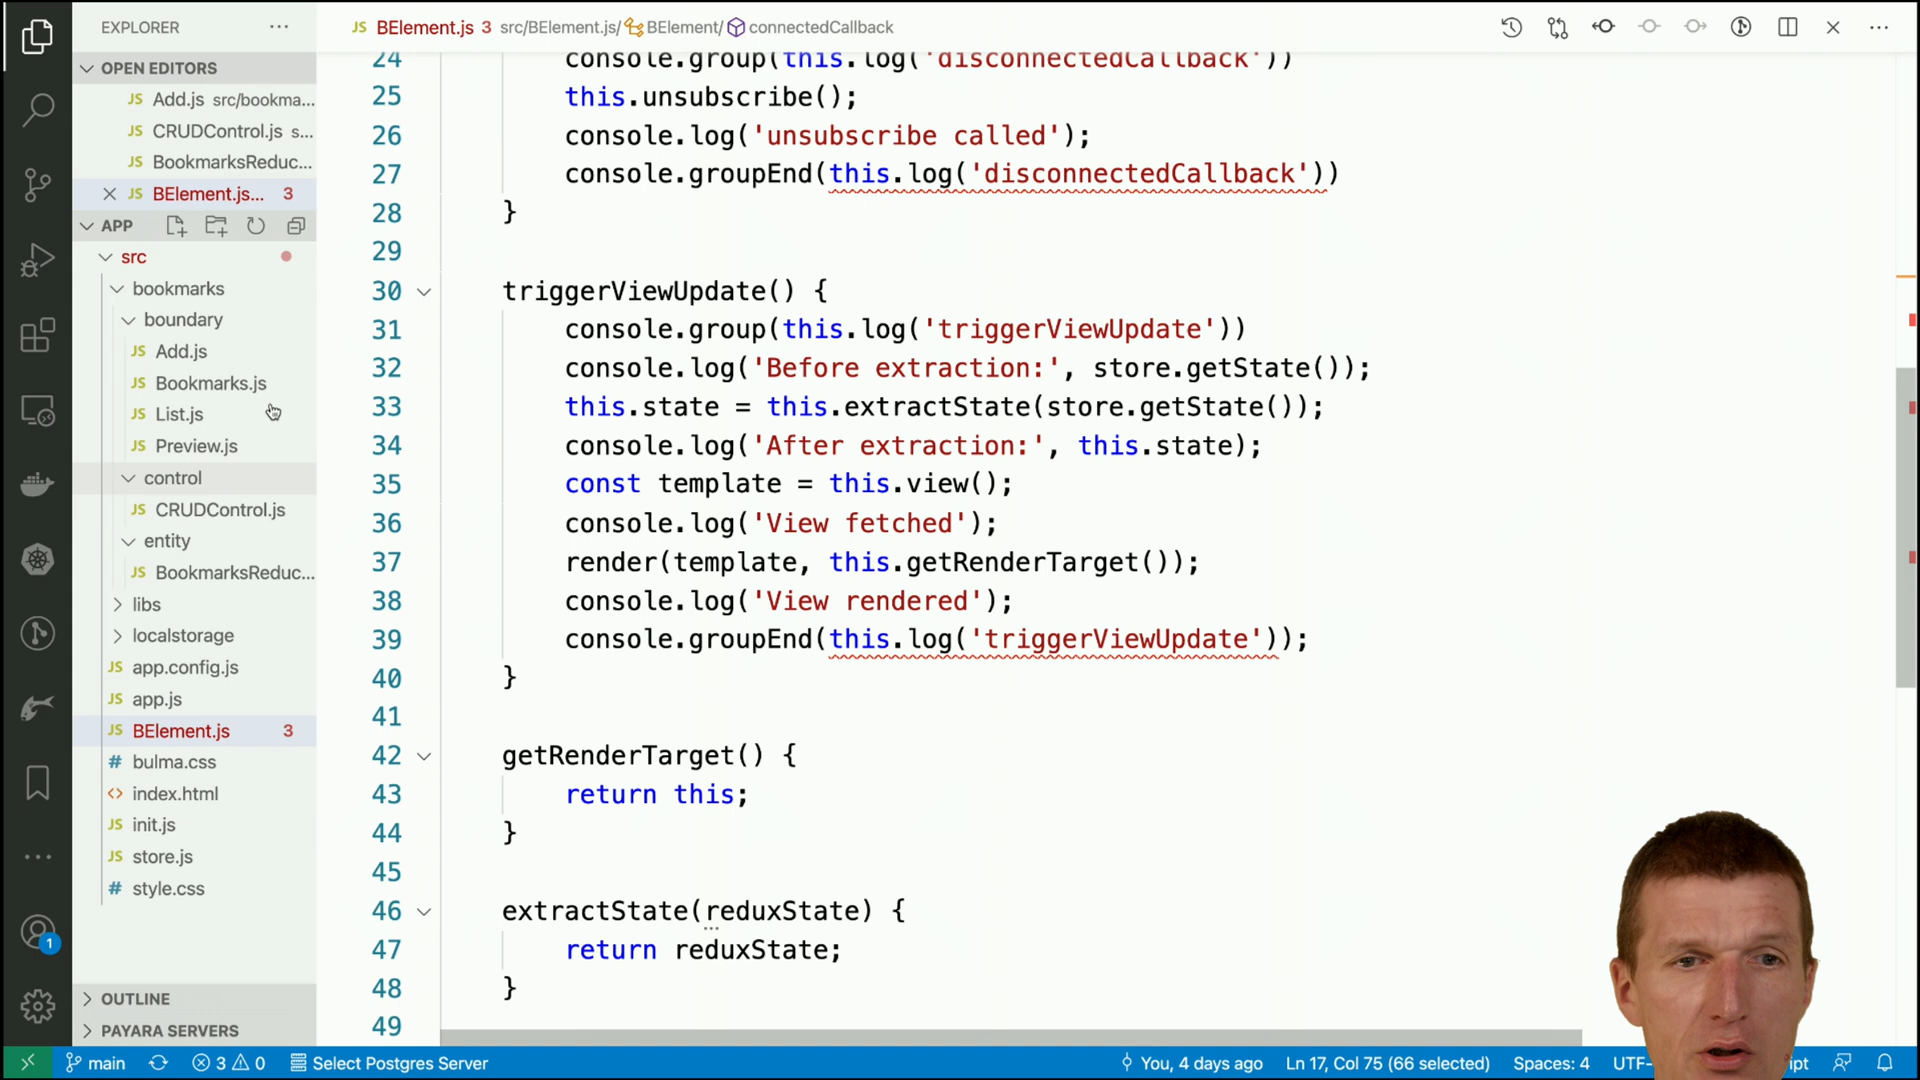 EXPLORER
JS BElement.js 3 src/BElement.js/ BElement/ connectedCallback
OPEN EDITORS
JS Add.js src/bookma...
JS CRUDControl.js s...
JS BookmarksReduc...
JS BElement.js... 3
APP
src
bookmarks
boundary
JS Add.js
JS Bookmarks.js
JS List.js
JS Preview.js
control
JS CRUDControl.js
entity
JS BookmarksReduc...
libs
localstorage
JS app.config.js
JS app.js
JS BElement.js 3
# bulma.css
<> index.html
JS init.js
JS store.js
# style.css
OUTLINE
PAYARA SERVERS
1
24 console.group(this.log('disconnectedCallback'))
25 this.unsubscribe();
26 console.log('unsubscribe called');
27 console.groupEnd(this.log('disconnectedCallback'))
28 }
29
30 triggerViewUpdate() {
31 console.group(this.log('triggerViewUpdate'))
32 console.log('Before extraction:', store.getState());
33 this.state = this.extractState(store.getState());
34 console.log('After extraction:', this.state);
35 const template = this.view();
36 console.log('View fetched');
37 render(template, this.getRenderTarget());
38 console.log('View rendered');
39 console.groupEnd(this.log('triggerViewUpdate'));
40 }
41
42 getRenderTarget() {
43 return this;
44 }
45
46 extractState(reduxState) {
47 return reduxState;
48 }
49
main 3 0 Select Postgres Server You, 4 days ago Ln 17, Col 75 (66 selected) Spaces: 4 UTF- ipt